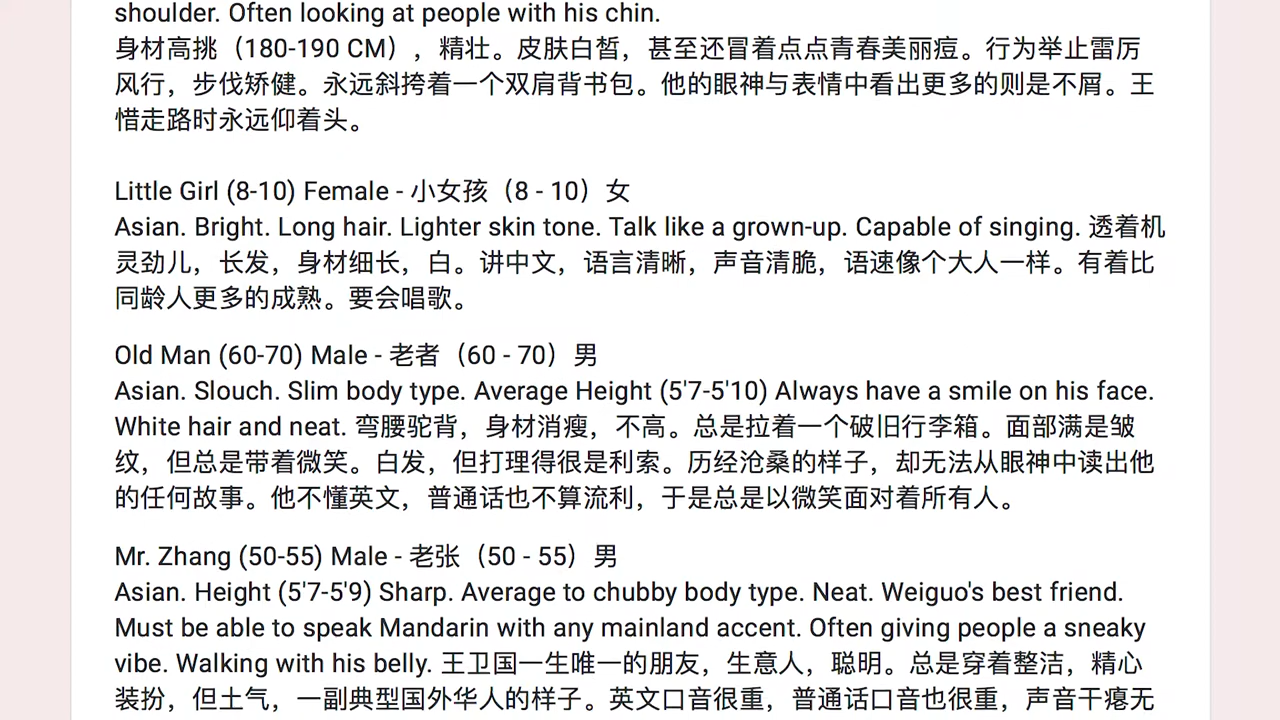 shoulder. Often looking at people with his chin.
身材高挑（180-190 CM），精壮。皮肤白皙，甚至还冒着点点青春美丽痘。行为举止雷厉
风行，步伐矫健。永远斜挎着一个双肩背书包。他的眼神与表情中看出更多的则是不屑。王
惜走路时永远仰着头。
Little Girl (8-10) Female - 小女孩（8 - 10）女
Asian. Bright. Long hair. Lighter skin tone. Talk like a grown-up. Capable of singing. 透着机
灵劲儿，长发，身材细长，白。讲中文，语言清晰，声音清脆，语速像个大人一样。有着比
同龄人更多的成熟。要会唱歌。
Old Man (60-70) Male - 老者（60 - 70）男
Asian. Slouch. Slim body type. Average Height (5'7-5'10) Always have a smile on his face.
White hair and neat. 弯腰驼背，身材消瘦，不高。总是拉着一个破旧行李箱。面部满是皱
纹，但总是带着微笑。白发，但打理得很是利索。历经沧桑的样子，却无法从眼神中读出他
的任何故事。他不懂英文，普通话也不算流利，于是总是以微笑面对着所有人。
Mr. Zhang (50-55) Male - 老张（50 - 55）男
Asian. Height (5'7-5'9) Sharp. Average to chubby body type. Neat. Weiguo's best friend.
Must be able to speak Mandarin with any mainland accent. Often giving people a sneaky
vibe. Walking with his belly. 王卫国一生唯一的朋友，生意人，聪明。总是穿着整洁，精心
装扮，但土气，一副典型国外华人的样子。英文口音很重，普通话口音也很重，声音干瘪无